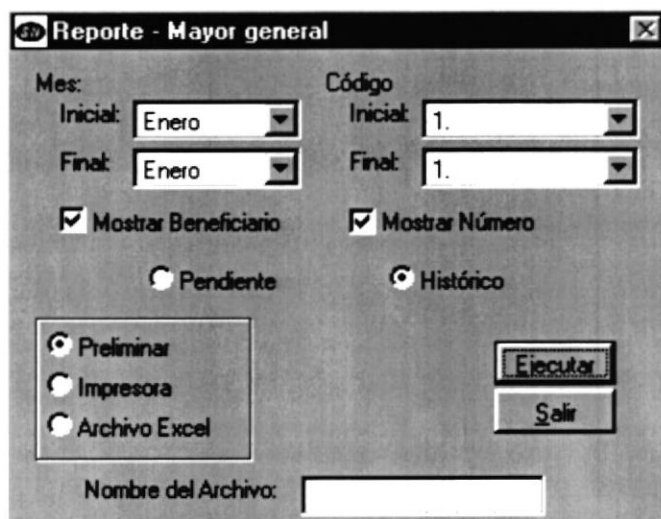 Reporte - Mayor general
Mes: Código
Inicial: Enero Inicial: 1.
Final: Enero Final: 1.
Mostrar Beneficiario Mostrar Número
Pendiente Histórico
Preliminar
Impresora
Archivo Excel
Ejecutar
Salir
Nombre del Archivo: